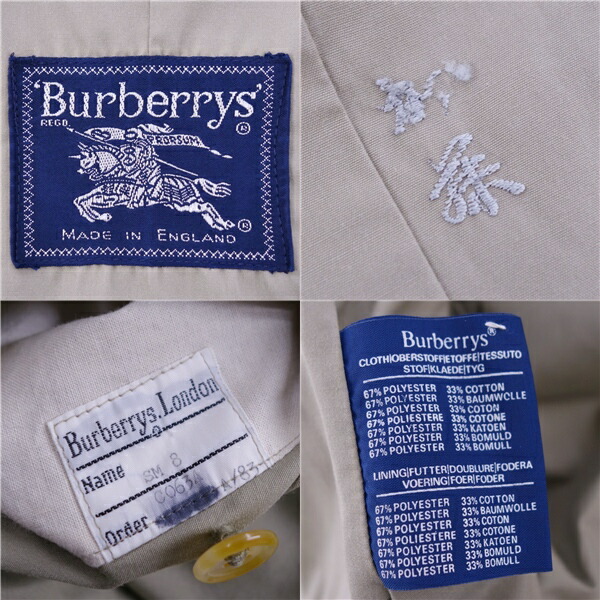 'Burberrys'
REGD.
PRORSUM
®
®
MADE IN ENGLAND
Burberrys. London
Name SM 8
C063A
Order A/83
Burberrys
®
CLOTH|OBERSTOFF|ETOFFE|TESSUTO
STOF|KLAEDE|TYG
67% POLYESTER 33% COTTON
67% POLYESTER 33% BAUMWOLLE
67% POLYESTER 33% COTON
67% POLIESTERE 33% COTONE
67% POLYESTER 33% KATOEN
67% POLYESTER 33% BOMULD
67% POLYESTER 33% BOMULL
LINING|FUTTER|DOUBLURE|FODERA
VOERING|FOER|FODER
67% POLYESTER 33% COTTON
67% POLYESTER 33% BAUMWOLLE
67% POLYESTER 33% COTON
67% POLIESTERE 33% COTONE
67% POLYESTER 33% KATOEN
67% POLYESTER 33% BOMULD
67% POLYESTER 33% BOMULL